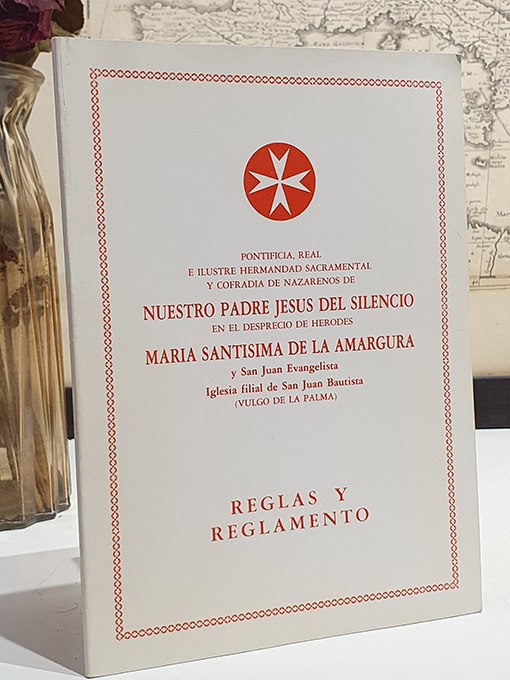 PONTIFICIA, REAL
E ILUSTRE HERMANDAD SACRAMENTAL
Y COFRADIA DE NAZARENOS DE
NUESTRO PADRE JESUS DEL SILENCIO
EN EL DESPRECIO DE HERODES
MARIA SANTISIMA DE LA AMARGURA
y San Juan Evangelista
Iglesia filial de San Juan Bautista
(VULGO DE LA PALMA)
REGLAS Y
REGLAMENTO